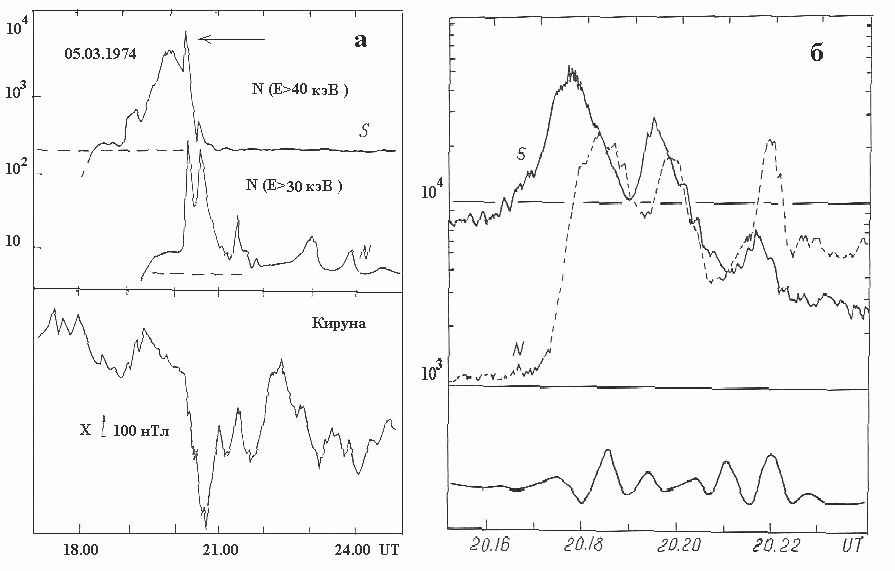 10⁴
а
05.03.1974
10³
N (E>40 кэВ )
S
10²
N (E>30 кэВ )
10
N
Кируна
X 100 нТл
18.00 21.00 24.00 UT
б
S
10⁴
N
10³
20.16 20.18 20.20 20.22 UT